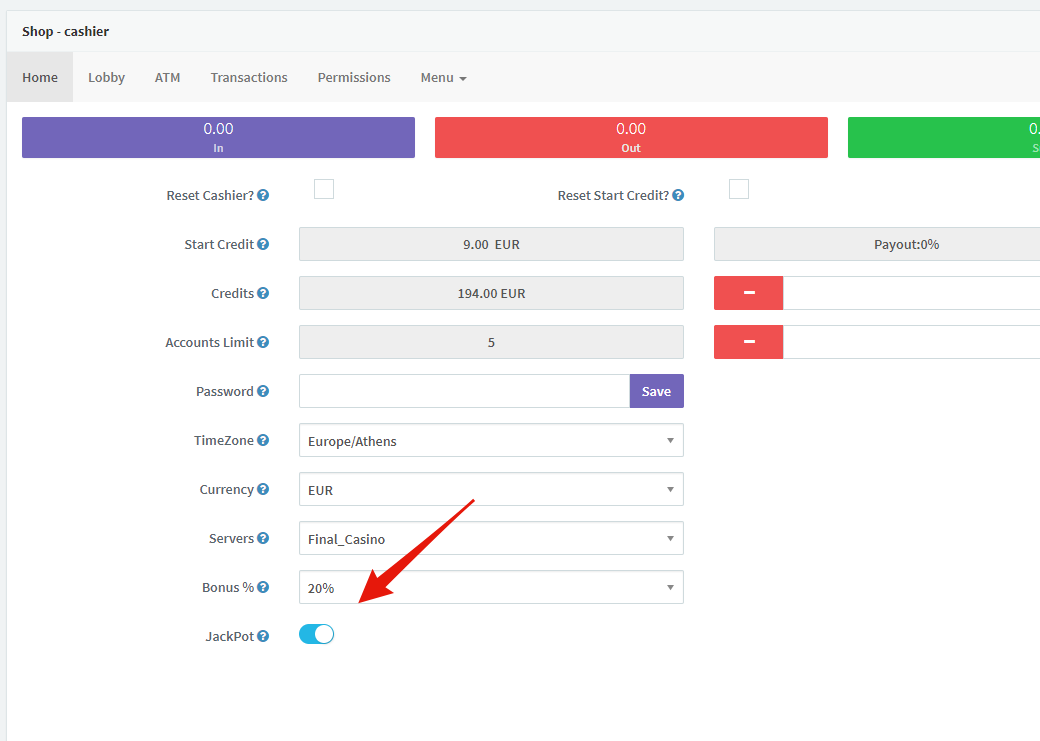 Shop - cashier
Home Lobby ATM Transactions Permissions Menu
0.00 0.00
In Out
Reset Cashier? Reset Start Credit?
Start Credit 9.00 EUR Payout:0%
Credits 194.00 EUR
Accounts Limit 5
Password Save
TimeZone Europe/Athens
Currency EUR
Servers Final_Casino
Bonus % 20%
JackPot